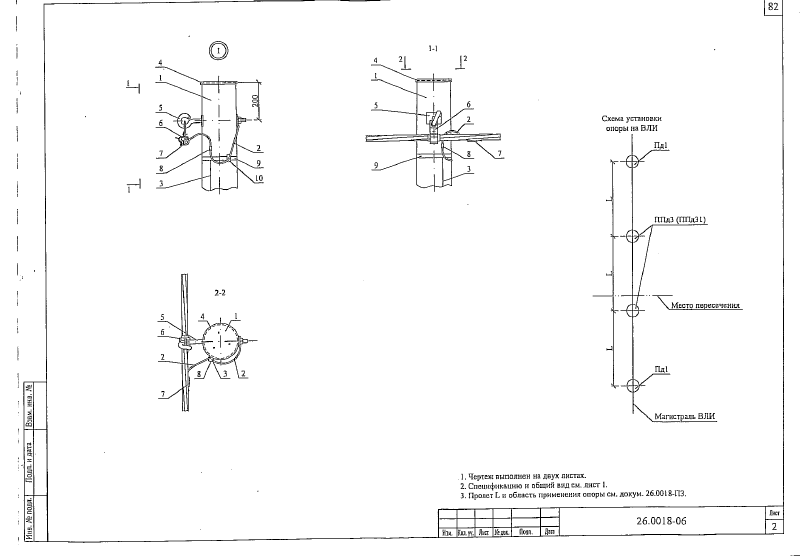 82
1
1-1
4
1
5
6
7
8
3
1
1
200
2
9
10
4
1
5
9
2
2
6
2
8
7
3
Схема установки
опоры на ВЛИ
Пд1
L
ППд3 (ППд31)
L
Место пересечения
L
Пд1
Магистраль ВЛИ
2-2
5
4
1
6
2
7
8
3
2
Взам. инв. №
Подп. и дата
Инв. № подл.
1. Чертеж выполнен на двух листах.
2. Спецификацию и общий вид см. лист 1.
3. Пролет L и область применения опоры см. докум. 26.0018-ПЗ.
Изм. Кол. уч. Лист № док. Подп. Дата
26.0018-06
Лист
2